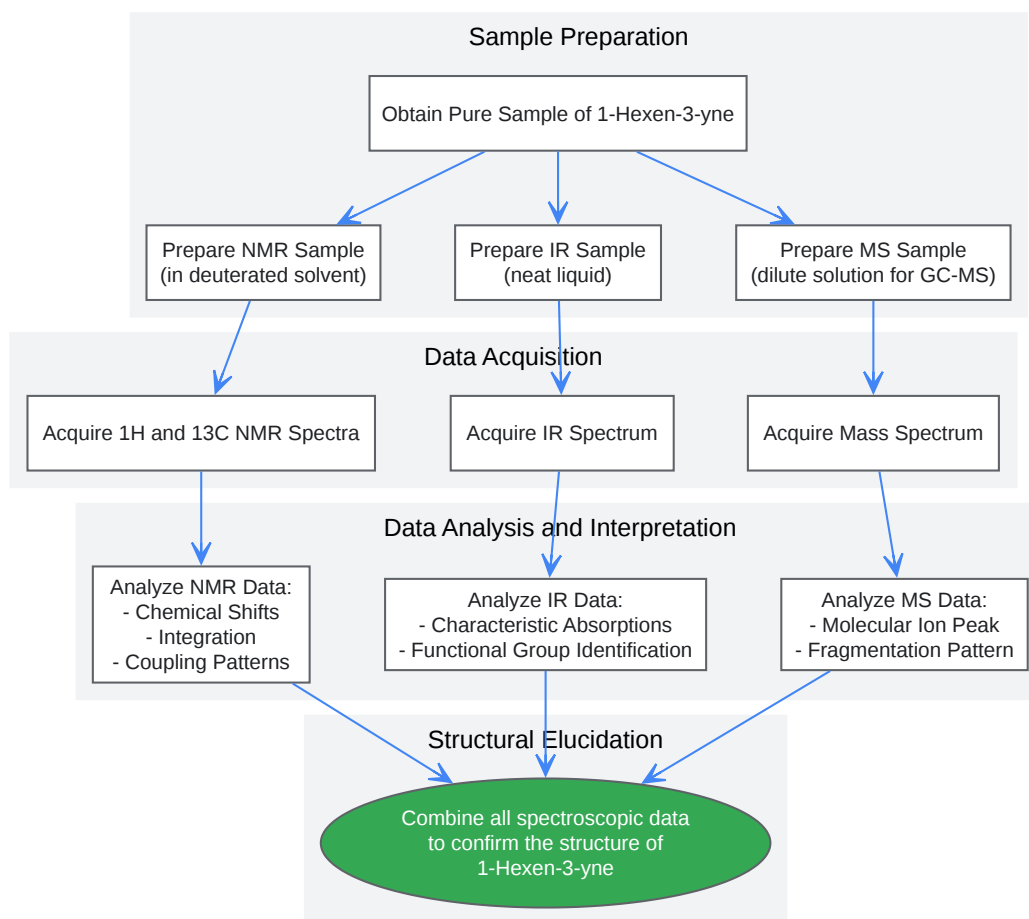 Sample Preparation
Obtain Pure Sample of 1-Hexen-3-yne
Prepare NMR Sample
(in deuterated solvent)
Prepare IR Sample
(neat liquid)
Prepare MS Sample
(dilute solution for GC-MS)
Data Acquisition
Acquire 1H and 13C NMR Spectra
Acquire IR Spectrum
Acquire Mass Spectrum
Data Analysis and Interpretation
Analyze NMR Data:
- Chemical Shifts
- Integration
- Coupling Patterns
Analyze IR Data:
- Characteristic Absorptions
- Functional Group Identification
Analyze MS Data:
- Molecular Ion Peak
- Fragmentation Pattern
Structural Elucidation
Combine all spectroscopic data
to confirm the structure of
1-Hexen-3-yne